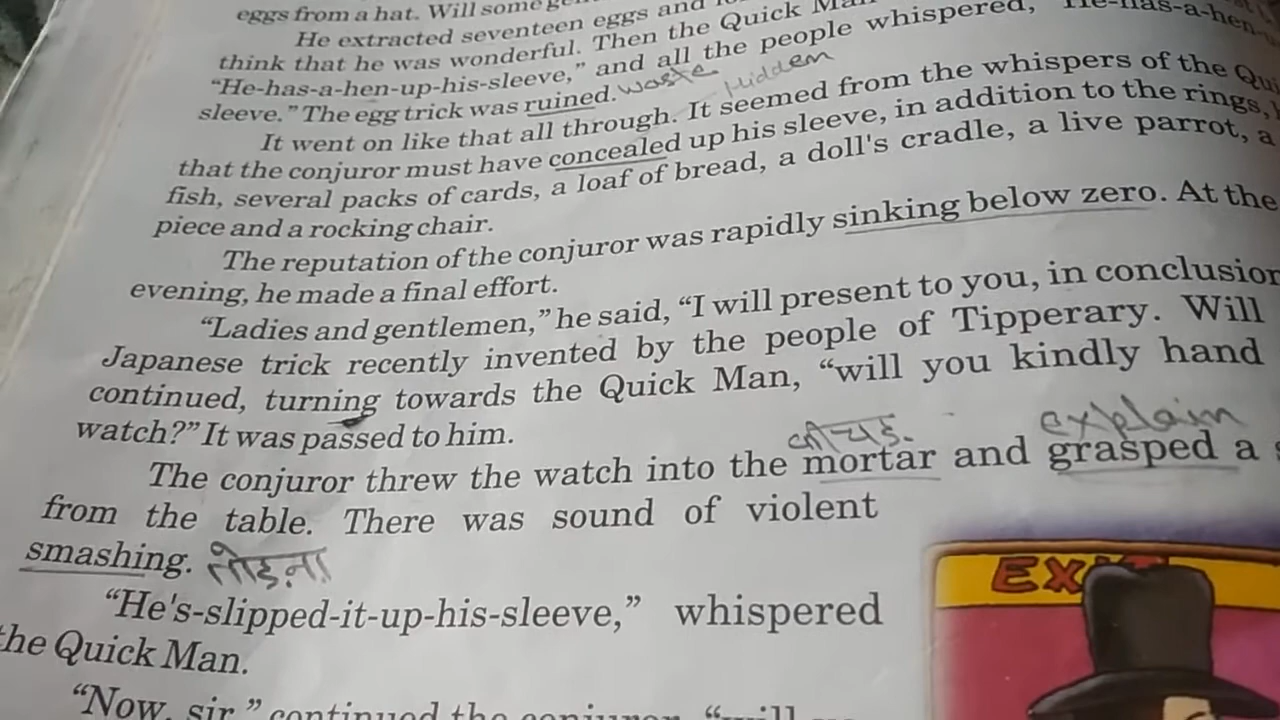 eggs from a hat. Will some
He extracted seventeen eggs and
think that he was wonderful. Then the Quick Man
"He-has-a-hen-up-his-sleeve," and all the people whispered, "He-has-a-hen-
sleeve." The egg trick was ruined. waste Hidden
It went on like that all through. It seemed from the whispers of the
that the conjuror must have concealed up his sleeve, in addition to the rings,
fish, several packs of cards, a loaf of bread, a doll's cradle, a live parrot, a
piece and a rocking chair.
The reputation of the conjuror was rapidly sinking below zero. At the
evening, he made a final effort.
"Ladies and gentlemen," he said, "I will present to you, in conclusion
Japanese trick recently invented by the people of Tipperary. Will
continued, turning towards the Quick Man, "will you kindly hand
watch?" It was passed to him.
explain
The conjuror threw the watch into the mortar and grasped a
from the table. There was sound of violent
smashing. तोड़ना
"He's-slipped-it-up-his-sleeve," whispered
the Quick Man.
"Now, sir," continued the conjuror, "will
EXIT